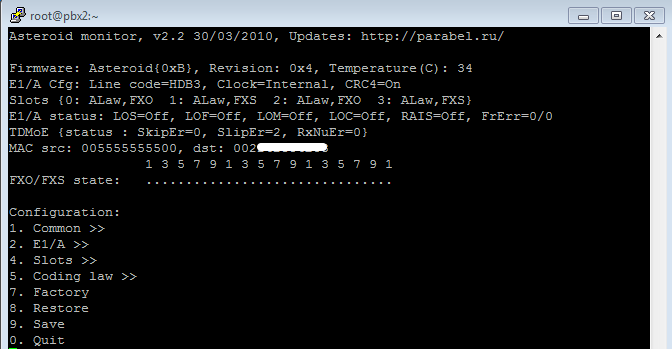 root@pbx2:~
Asteroid monitor, v2.2 30/03/2010, Updates: http://parabel.ru/
Firmware: Asteroid{0xB}, Revision: 0x4, Temperature(C): 34
E1/A Cfg: Line code=HDB3, Clock=Internal, CRC4=On
Slots {0: ALaw,FXO  1: ALaw,FXS  2: ALaw,FXO  3: ALaw,FXS}
E1/A status: LOS=Off, LOF=Off, LOM=Off, LOC=Off, RAIS=Off, FrErr=0/0
TDMoE {status : SkipEr=0, SlipEr=2, RxNuEr=0}
MAC src: 005555555500, dst: 002
1 3 5 7 9 1 3 5 7 9 1 3 5 7 9 1
FXO/FXS state:   ...............................
Configuration:
1. Common >>
2. E1/A >>
4. Slots >>
5. Coding law >>
7. Factory
8. Restore
9. Save
0. Quit